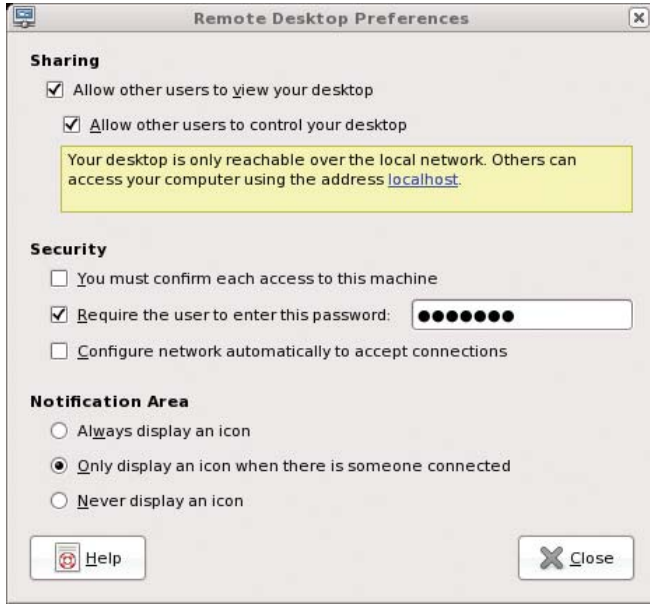 Remote Desktop Preferences
Sharing
Allow other users to view your desktop
Allow other users to control your desktop
Your desktop is only reachable over the local network. Others can
access your computer using the address localhost.
Security
You must confirm each access to this machine
Require the user to enter this password: ●●●●●●●
Configure network automatically to accept connections
Notification Area
Always display an icon
Only display an icon when there is someone connected
Never display an icon
Help
Close